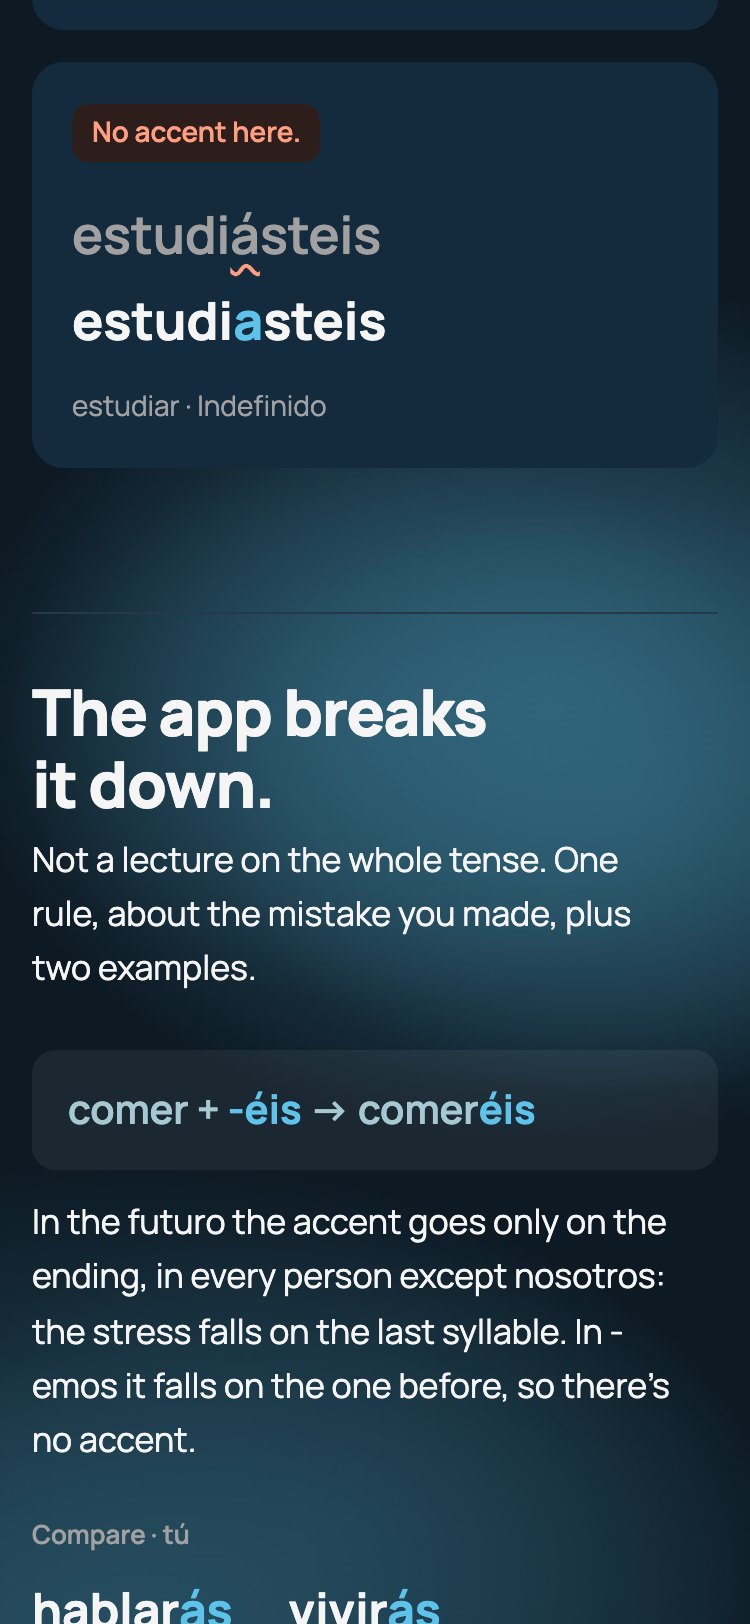 No accent here.
estudiásteis
estudiasteis
estudiar · Indefinido
The app breaks
it down.
Not a lecture on the whole tense. One
rule, about the mistake you made, plus
two examples.
comer + -éis → comeréis
In the futuro the accent goes only on the
ending, in every person except nosotros:
the stress falls on the last syllable. In -
emos it falls on the one before, so there’s
no accent.
Compare · tú
hablarás vivirás